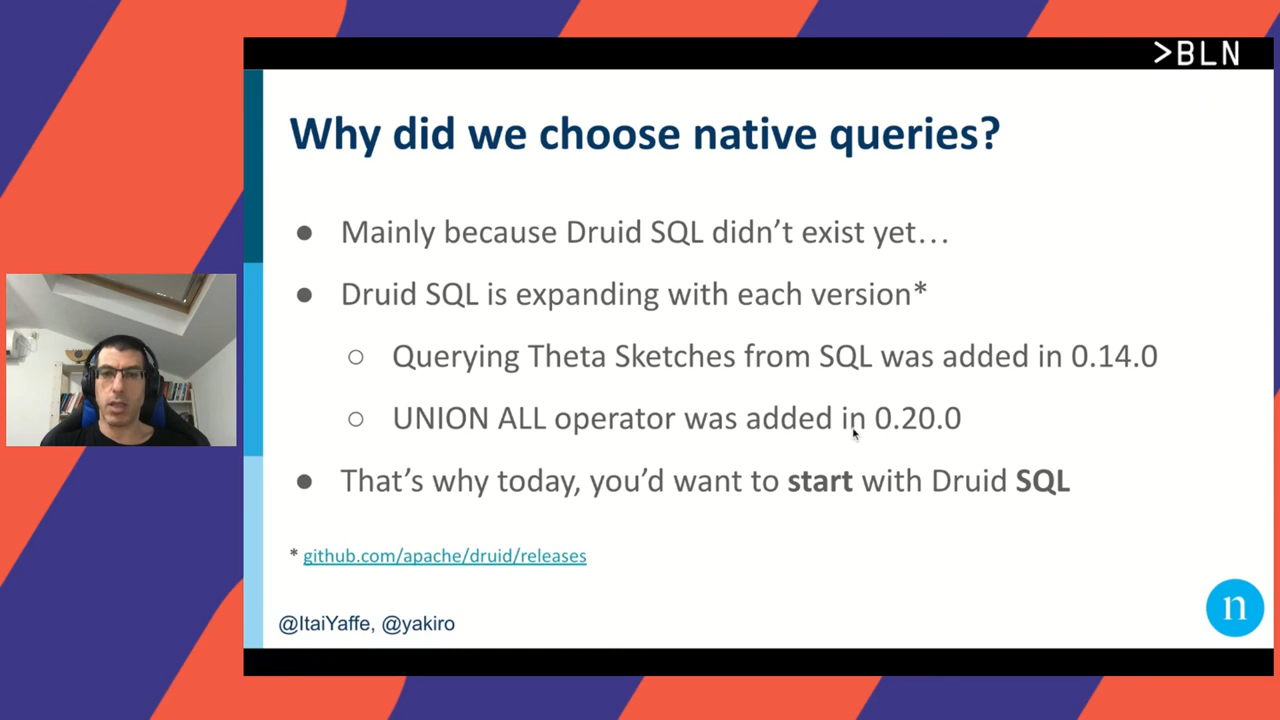 >BLN
Why did we choose native queries?
● Mainly because Druid SQL didn’t exist yet…
● Druid SQL is expanding with each version*
○ Querying Theta Sketches from SQL was added in 0.14.0
○ UNION ALL operator was added in 0.20.0
● That’s why today, you’d want to start with Druid SQL
* github.com/apache/druid/releases
@ItaiYaffe, @yakiro
n